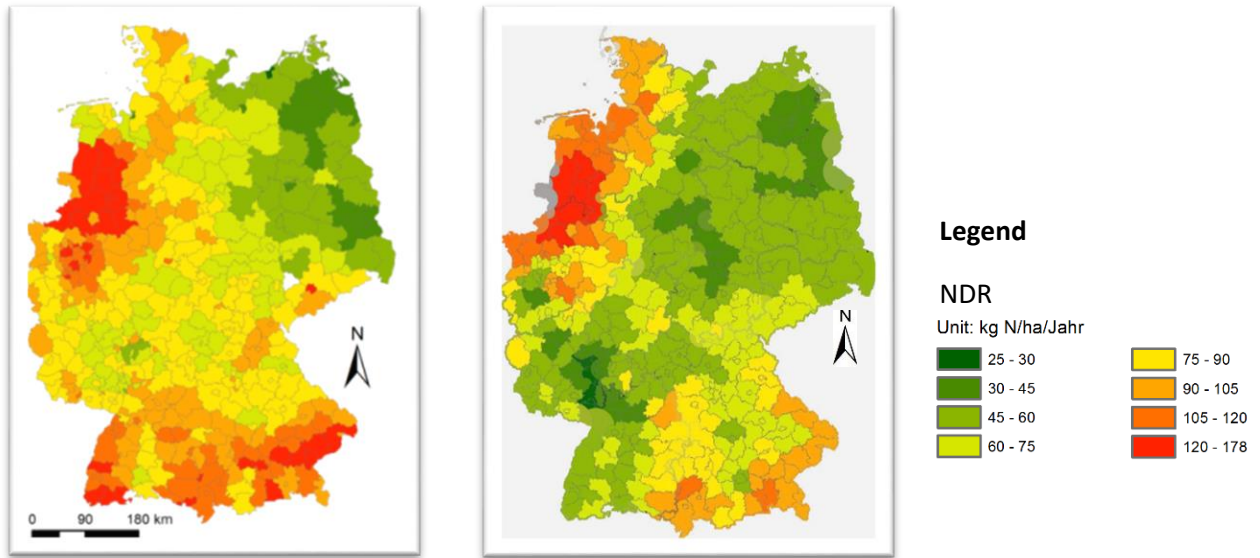 N
0 90 180 km
N
Legend
NDR
Unit: kg N/ha/Jahr
25 - 30
30 - 45
45 - 60
60 - 75
75 - 90
90 - 105
105 - 120
120 - 178